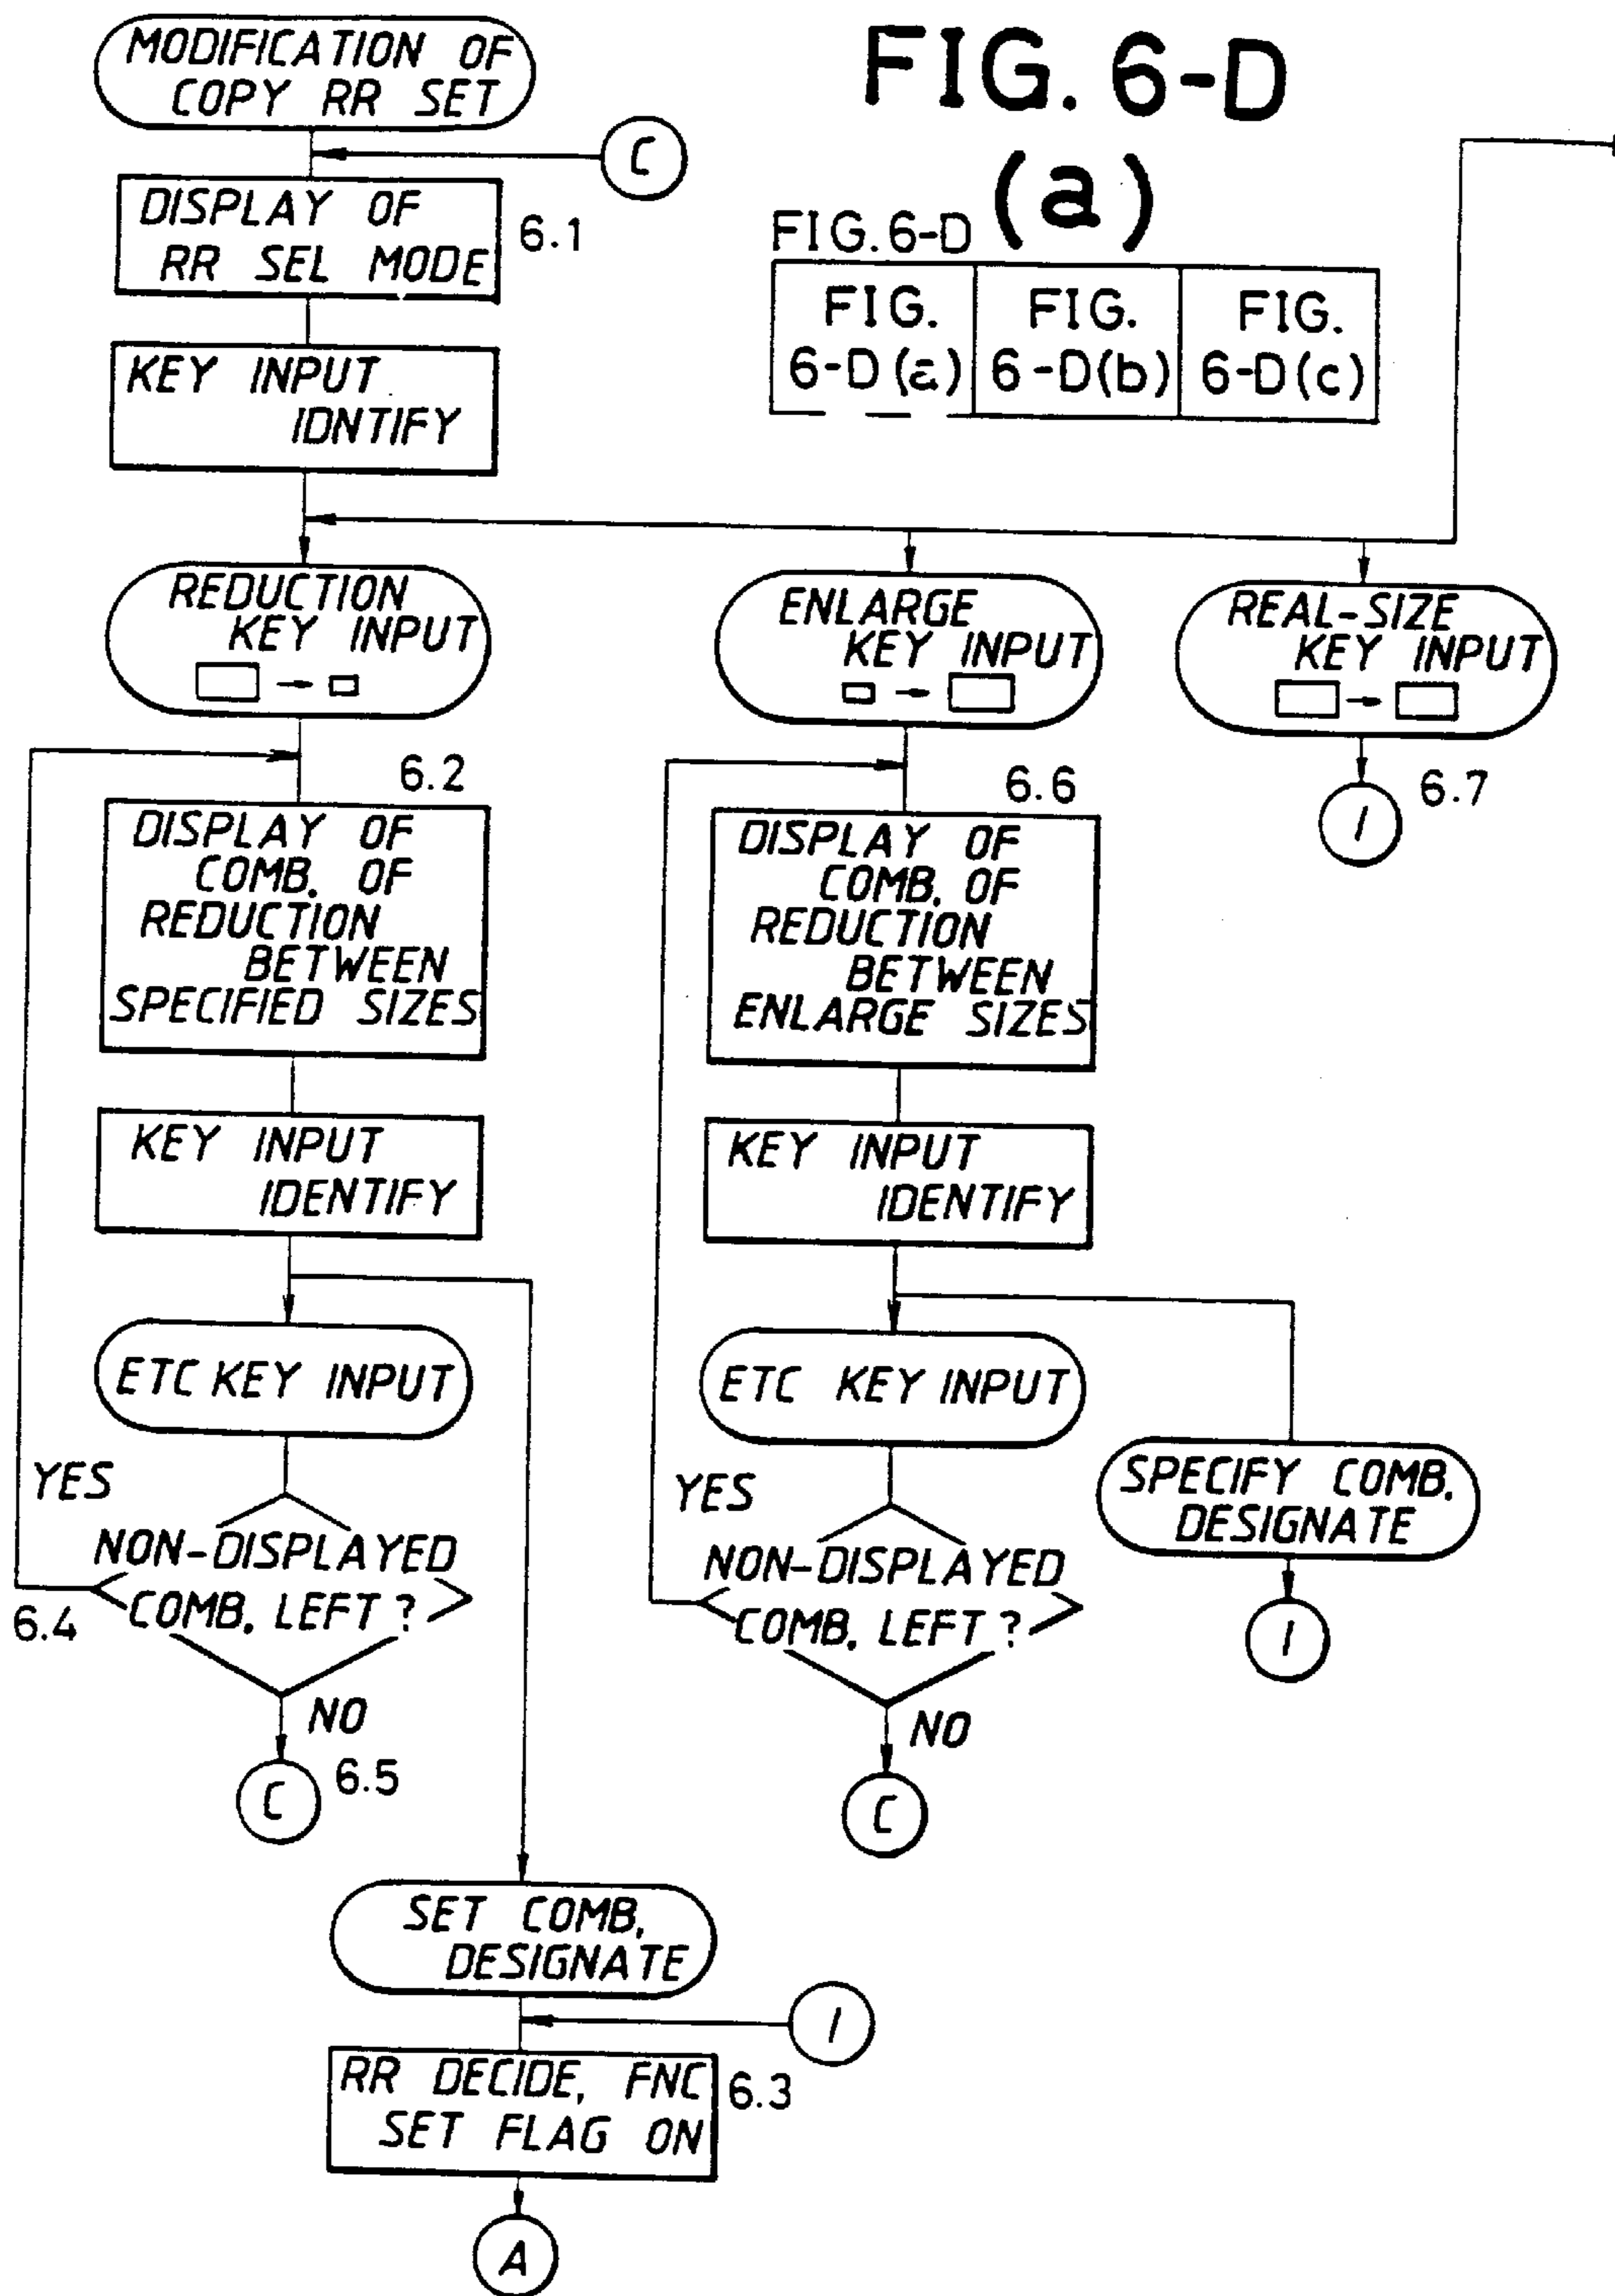 FIG. 6-D
(a)
FIG. 6-D
FIG.
6-D(a)
FIG.
6-D(b)
FIG.
6-D(c)
MODIFICATION OF
COPY RR SET
C
DISPLAY OF
RR SEL MODE
6.1
KEY INPUT
IDNTIFY
REDUCTION
KEY INPUT
ENLARGE
KEY INPUT
REAL-SIZE
KEY INPUT
6.7
I
6.2
DISPLAY OF
COMB. OF
REDUCTION
BETWEEN
SPECIFIED SIZES
KEY INPUT
IDENTIFY
ETC KEY INPUT
YES
NON-DISPLAYED
COMB. LEFT?
6.4
NO
6.5
C
6.6
DISPLAY OF
COMB. OF
REDUCTION
BETWEEN
ENLARGE SIZES
KEY INPUT
IDENTIFY
ETC KEY INPUT
YES
NON-DISPLAYED
COMB. LEFT?
NO
C
SPECIFY COMB.
DESIGNATE
I
SET COMB,
DESIGNATE
I
RR DECIDE, FNC
SET FLAG ON
6.3
A